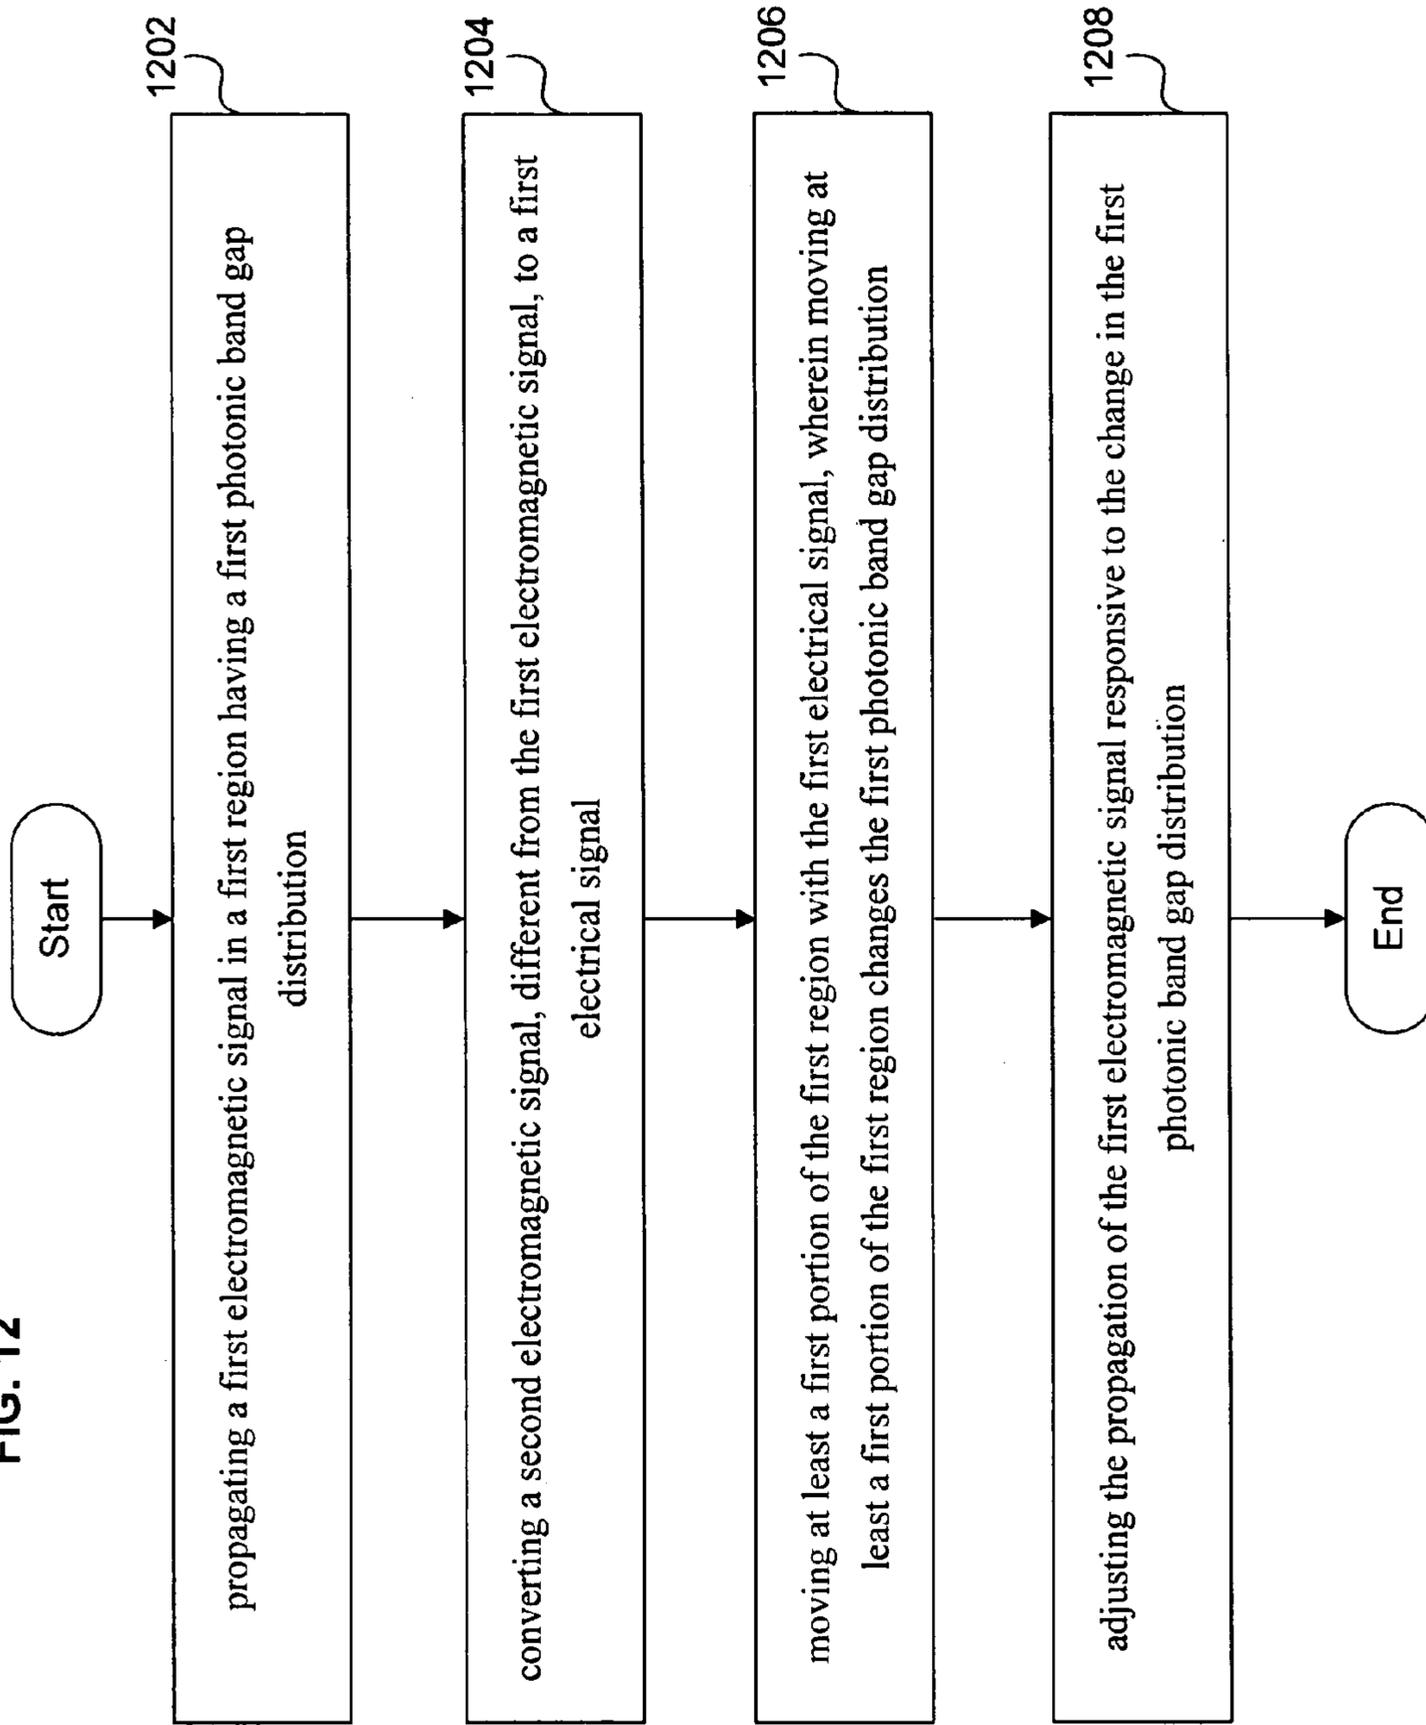 FIG. 12
Start
1202
propagating a first electromagnetic signal in a first region having a first photonic band gap
distribution
1204
converting a second electromagnetic signal, different from the first electromagnetic signal, to a first
electrical signal
1206
moving at least a first portion of the first region with the first electrical signal, wherein moving at
least a first portion of the first region changes the first photonic band gap distribution
1208
adjusting the propagation of the first electromagnetic signal responsive to the change in the first
photonic band gap distribution
End